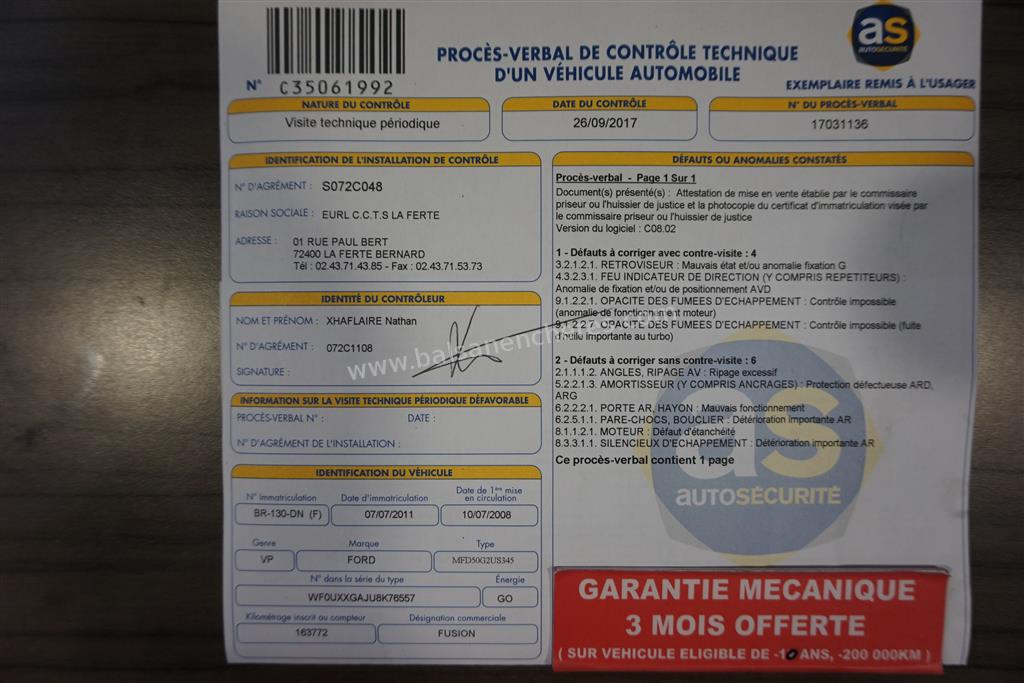 PROCÈS-VERBAL DE CONTRÔLE TECHNIQUE
D'UN VÉHICULE AUTOMOBILE
as
AUTOSÉCURITÉ
N° C35061992
EXEMPLAIRE REMIS À L'USAGER
NATURE DU CONTRÔLE
Visite technique périodique
DATE DU CONTRÔLE
26/09/2017
N° DU PROCÈS-VERBAL
17031136
IDENTIFICATION DE L'INSTALLATION DE CONTRÔLE
N° D'AGRÉMENT : S072C048
RAISON SOCIALE : EURL C.C.T.S LA FERTE
ADRESSE : 01 RUE PAUL BERT
72400 LA FERTE BERNARD
Tél : 02.43.71.43.85 - Fax : 02.43.71.53.73
IDENTITÉ DU CONTRÔLEUR
NOM ET PRÉNOM : XHAFLAIRE Nathan
N° D'AGRÉMENT : 072C1108
SIGNATURE :
INFORMATION SUR LA VISITE TECHNIQUE PÉRIODIQUE DÉFAVORABLE
PROCÈS-VERBAL N° : DATE :
N° D'AGRÉMENT DE L'INSTALLATION :
IDENTIFICATION DU VÉHICULE
N° Immatriculation
BR-130-DN (F)
Date d'immatriculation
07/07/2011
Date de 1ère mise
en circulation
10/07/2008
Genre
VP
Marque
FORD
Type
MFD50G2US345
N° dans la série du type
WF0UXXGAJU8K76557
Énergie
GO
Kilométrage inscrit au compteur
163772
Désignation commerciale
FUSION
DÉFAUTS OU ANOMALIES CONSTATÉS
Procès-verbal - Page 1 Sur 1
Document(s) présenté(s) : Attestation de mise en vente établie par le commissaire
priseur ou l'huissier de justice et la photocopie du certificat d'immatriculation visée par
le commissaire priseur ou l'huissier de justice
Version du logiciel : C08.02
1 - Défauts à corriger avec contre-visite : 4
3.2.1.2.1. RETROVISEUR : Mauvais état et/ou anomalie fixation G
4.3.2.3.1. FEU INDICATEUR DE DIRECTION (Y COMPRIS REPETITEURS) :
Anomalie de fixation et/ou de positionnement AVD
9.1.2.2.1. OPACITE DES FUMEES D'ECHAPPEMENT : Contrôle impossible
(anomalie de fonctionnement du moteur)
9.1.2.2.7. OPACITE DES FUMEES D'ECHAPPEMENT : Contrôle impossible (fuite
d'huile importante au turbo)
2 - Défauts à corriger sans contre-visite : 6
2.1.1.1.2. ANGLES, RIPAGE AV : Ripage excessif
5.2.2.1.3. AMORTISSEUR (Y COMPRIS ANCRAGES) : Protection défectueuse ARD,
ARG
6.2.2.2.1. PORTE AR, HAYON : Mauvais fonctionnement
6.2.5.1.1. PARE-CHOCS, BOUCLIER : Détérioration importante AR
8.1.1.2.1. MOTEUR : Défaut d'étanchéité
8.3.3.1.1. SILENCIEUX D'ECHAPPEMENT : Détérioration importante AR
Ce procès-verbal contient 1 page
as
AUTOSÉCURITÉ
GARANTIE MECANIQUE
3 MOIS OFFERTE
( SUR VEHICULE ELIGIBLE DE -10 ANS, -200 000KM )